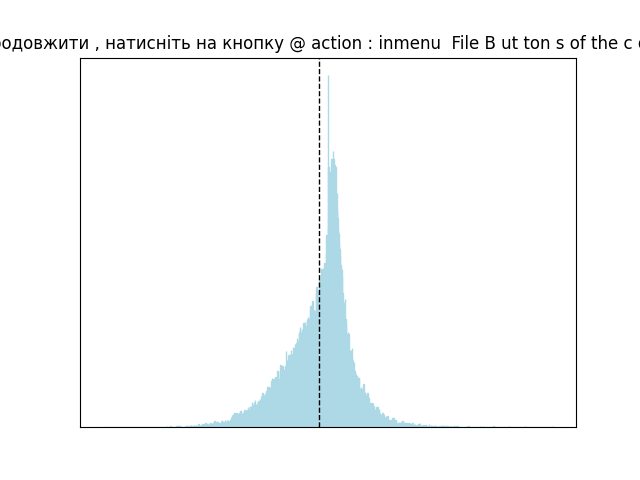 родовжити , натисніть на кнопку @ action : inmenu  File B ut ton s of the c